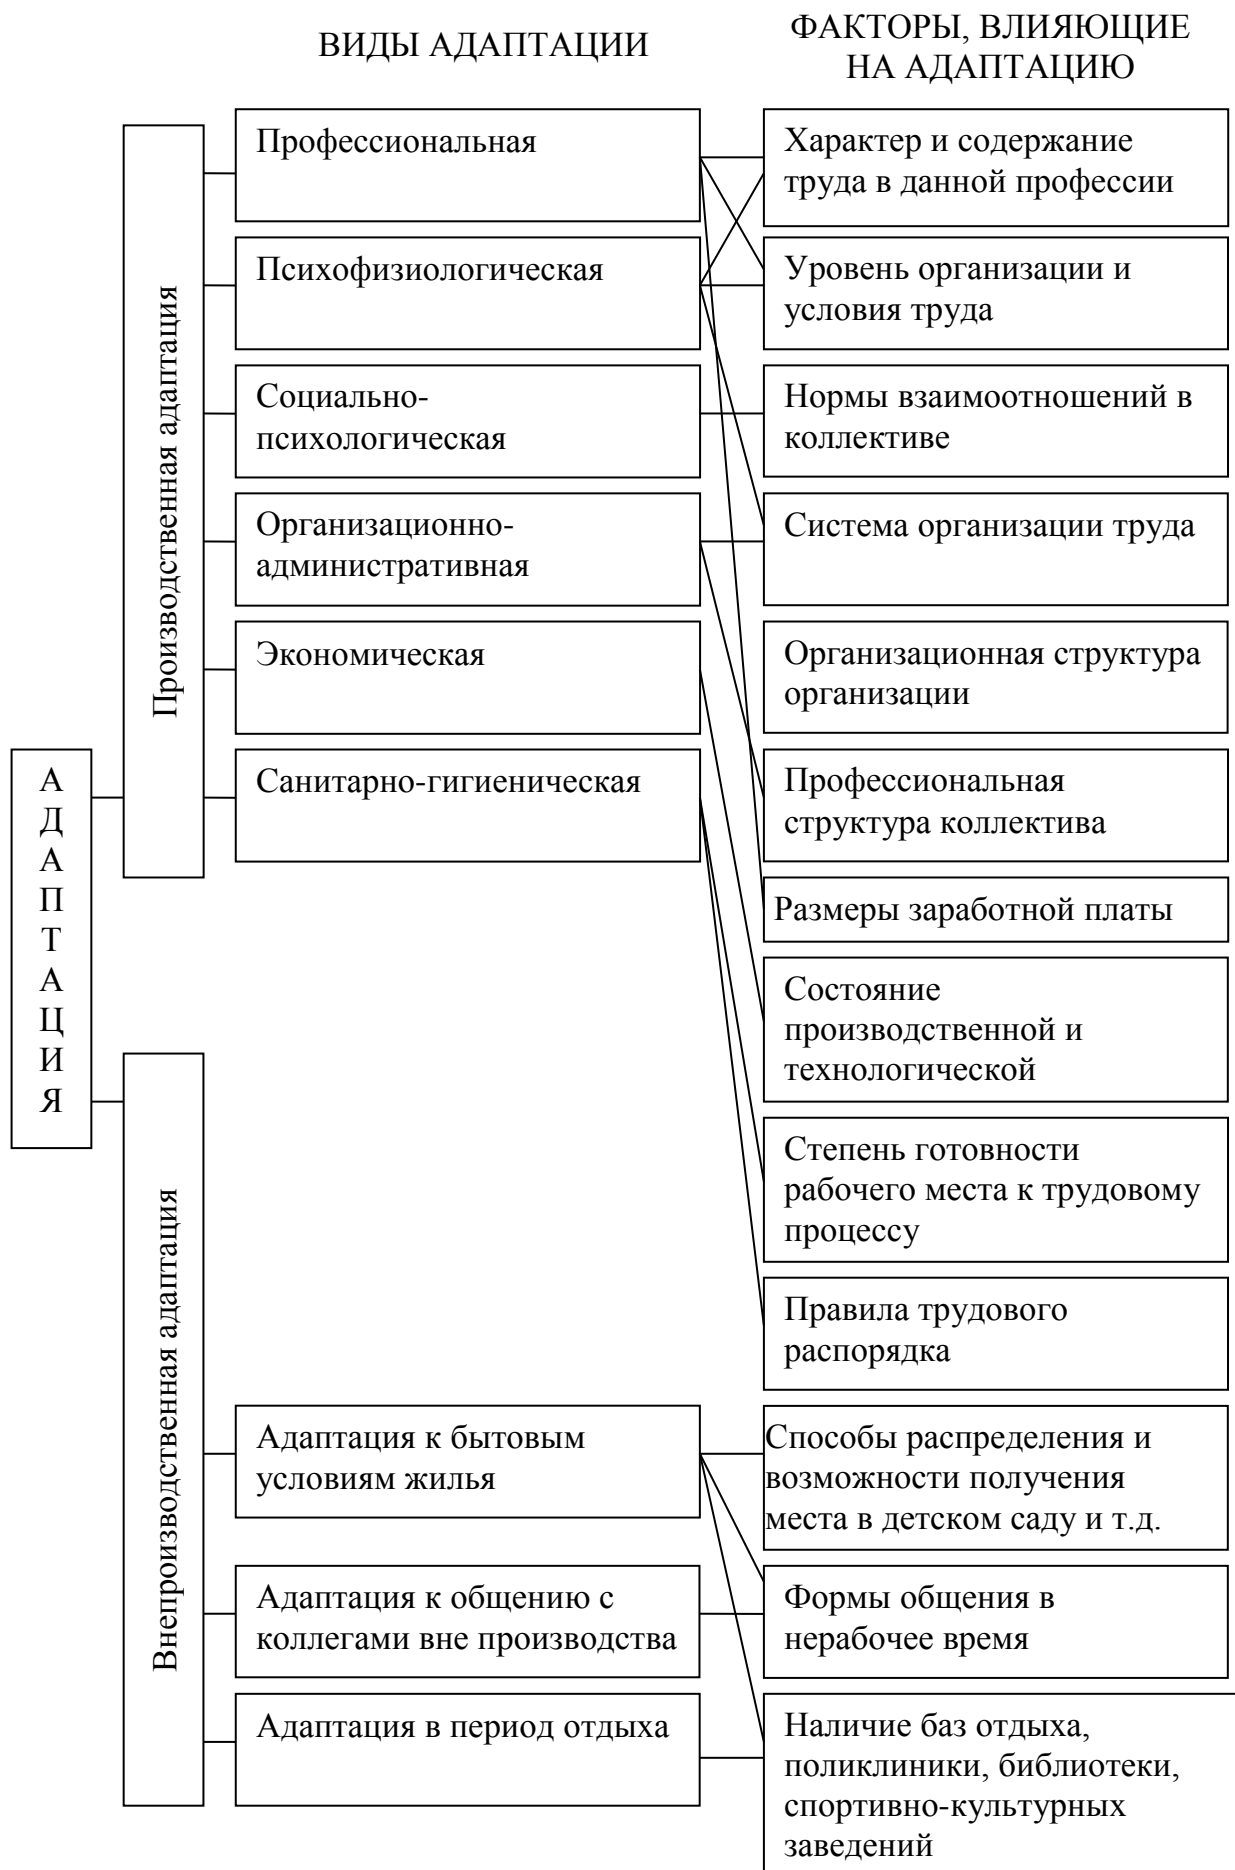 ВИДЫ АДАПТАЦИИ
ФАКТОРЫ, ВЛИЯЮЩИЕ
НА АДАПТАЦИЮ
АДАПТАЦИЯ
Производственная адаптация
Профессиональная
Психофизиологическая
Социально-
психологическая
Организационно-
административная
Экономическая
Санитарно-гигиеническая
Характер и содержание
труда в данной профессии
Уровень организации и
условия труда
Нормы взаимоотношений в
коллективе
Система организации труда
Организационная структура
организации
Профессиональная
структура коллектива
Размеры заработной платы
Состояние
производственной и
технологической
Степень готовности
рабочего места к трудовому
процессу
Правила трудового
распорядка
Внепроизводственная адаптация
Адаптация к бытовым
условиям жилья
Адаптация к общению с
коллегами вне производства
Адаптация в период отдыха
Способы распределения и
возможности получения
места в детском саду и т.д.
Формы общения в
нерабочее время
Наличие баз отдыха,
поликлиники, библиотеки,
спортивно-культурных
заведений